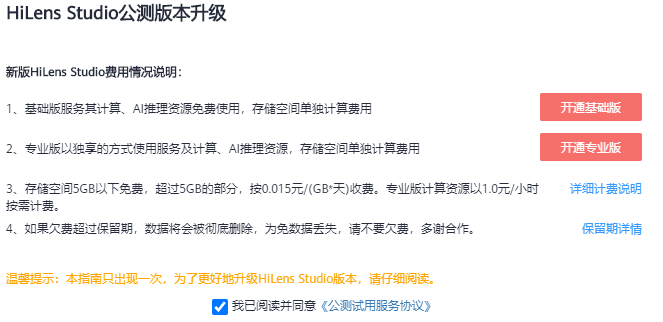 HiLens Studio公测版本升级
新版HiLens Studio费用情况说明：
1、基础版服务其计算、AI推理资源免费使用，存储空间单独计算费用
开通基础版
2、专业版以独享的方式使用服务及计算、AI推理资源，存储空间单独计算费用
开通专业版
3、存储空间5GB以下免费，超过5GB的部分，按0.015元/(GB*天)收费。专业版计算资源以1.0元/小时
按需计费。
详细计费说明
4、如果欠费超过保留期，数据将会被彻底删除，为免数据丢失，请不要欠费，多谢合作。
保留期详情
温馨提示：本指南只出现一次，为了更好地升级HiLens Studio版本，请仔细阅读。
我已阅读并同意《公测试用服务协议》